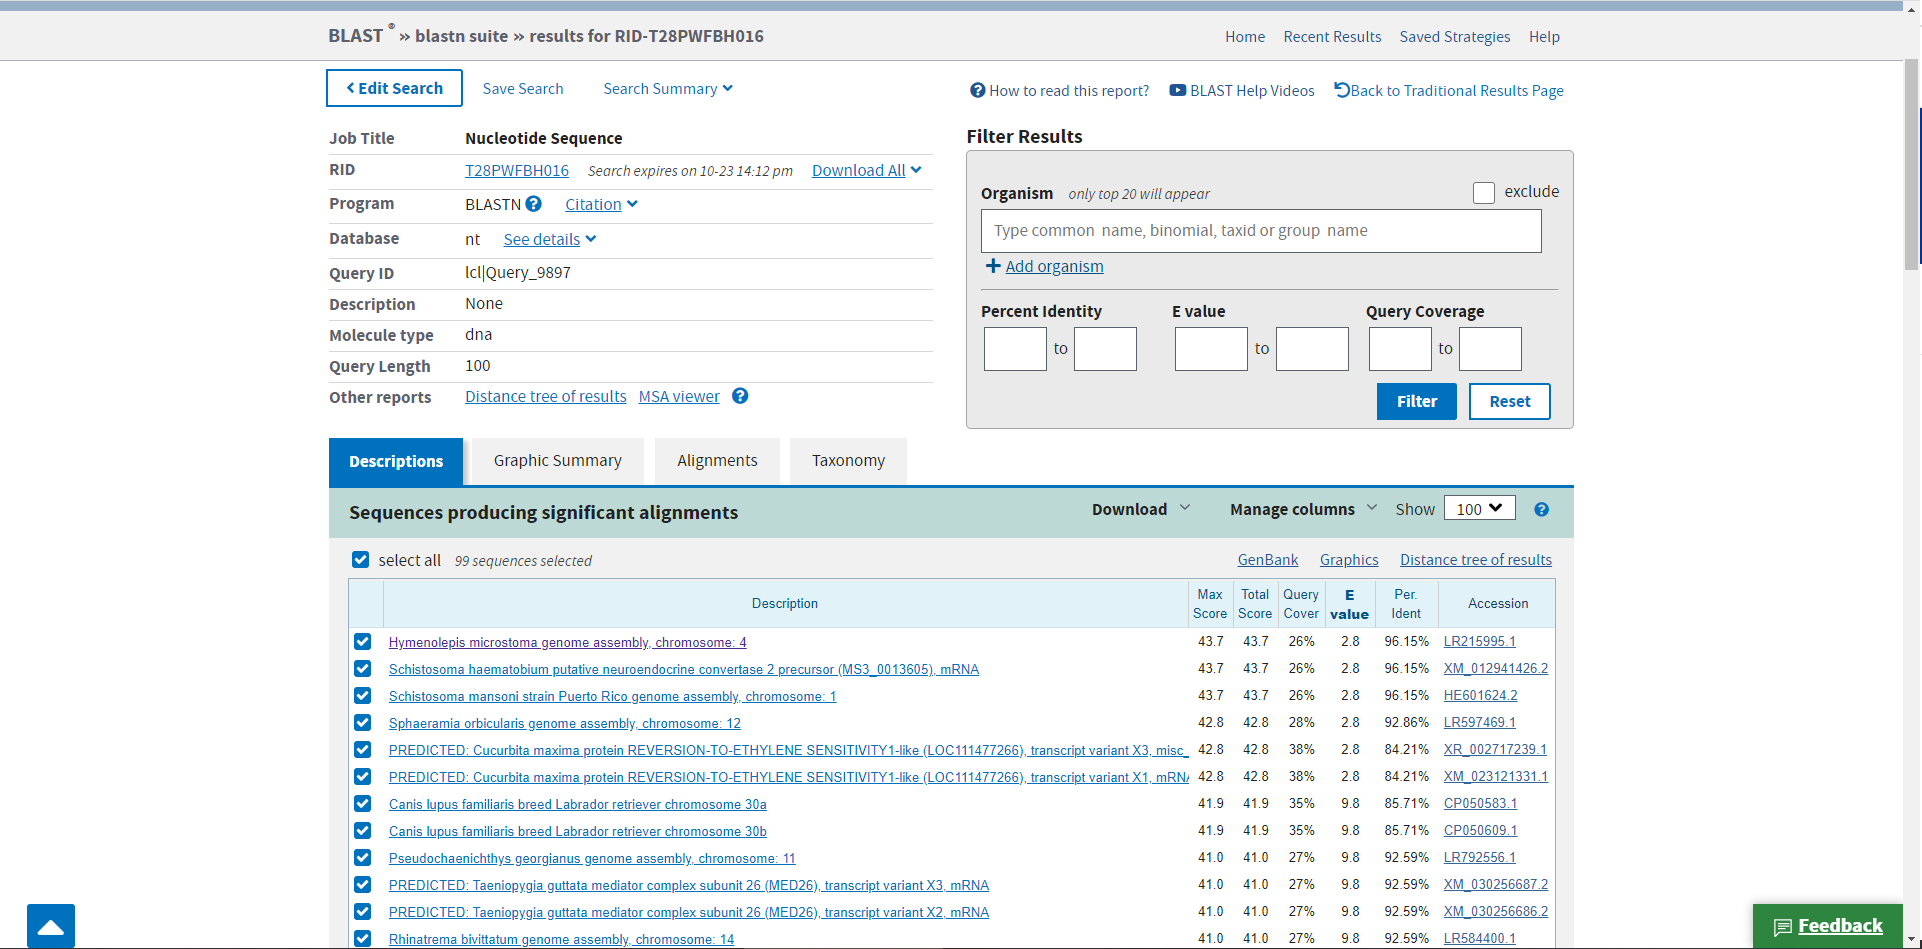 BLAST ® » blastn suite » results for RID-T28PWFBH016
Home Recent Results Saved Strategies Help
Edit Search Save Search Search Summary
How to read this report? BLAST Help Videos Back to Traditional Results Page
Job Title Nucleotide Sequence
RID T28PWFBH016 Search expires on 10-23 14:12 pm Download All
Program BLASTN Citation
Database nt See details
Query ID lcl|Query_9897
Description None
Molecule type dna
Query Length 100
Other reports Distance tree of results MSA viewer
Filter Results
Organism only top 20 will appear exclude
Type common name, binomial, taxid or group name
Add organism
Percent Identity E value Query Coverage
to to to
Filter Reset
Descriptions Graphic Summary Alignments Taxonomy
Sequences producing significant alignments Download Manage columns Show 100
select all 99 sequences selected GenBank Graphics Distance tree of results
Description Max Score Total Score Query Cover E value Per. Ident Accession
Hymenolepis microstoma genome assembly, chromosome: 4 43.7 43.7 26% 2.8 96.15% LR215995.1
Schistosoma haematobium putative neuroendocrine convertase 2 precursor (MS3_0013605), mRNA 43.7 43.7 26% 2.8 96.15% XM_012941426.2
Schistosoma mansoni strain Puerto Rico genome assembly, chromosome: 1 43.7 43.7 26% 2.8 96.15% HE601624.2
Sphaeramia orbicularis genome assembly, chromosome: 12 42.8 42.8 28% 2.8 92.86% LR597469.1
PREDICTED: Cucurbita maxima protein REVERSION-TO-ETHYLENE SENSITIVITY1-like (LOC111477266), transcript variant X3, misc_ 42.8 42.8 38% 2.8 84.21% XR_002717239.1
PREDICTED: Cucurbita maxima protein REVERSION-TO-ETHYLENE SENSITIVITY1-like (LOC111477266), transcript variant X1, mRNA 42.8 42.8 38% 2.8 84.21% XM_023121331.1
Canis lupus familiaris breed Labrador retriever chromosome 30a 41.9 41.9 35% 9.8 85.71% CP050583.1
Canis lupus familiaris breed Labrador retriever chromosome 30b 41.9 41.9 35% 9.8 85.71% CP050609.1
Pseudochaenichthys georgianus genome assembly, chromosome: 11 41.0 41.0 27% 9.8 92.59% LR792556.1
PREDICTED: Taeniopygia guttata mediator complex subunit 26 (MED26), transcript variant X3, mRNA 41.0 41.0 27% 9.8 92.59% XM_030256687.2
PREDICTED: Taeniopygia guttata mediator complex subunit 26 (MED26), transcript variant X2, mRNA 41.0 41.0 27% 9.8 92.59% XM_030256686.2
Rhinatrema bivittatum genome assembly, chromosome: 14 41.0 41.0 27% 9.8 92.59% LR584400.1
Feedback